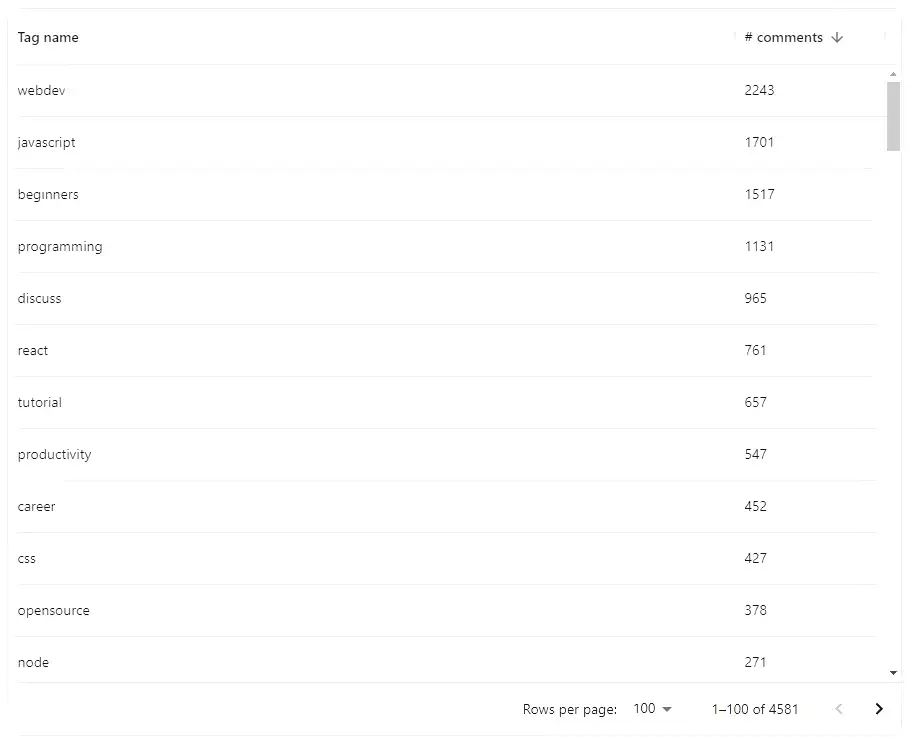 Tag name # comments
webdev 2243
javascript 1701
beginners 1517
programming 1131
discuss 965
react 761
tutorial 657
productivity 547
career 452
css 427
opensource 378
node 271
Rows per page: 100 1–100 of 4581